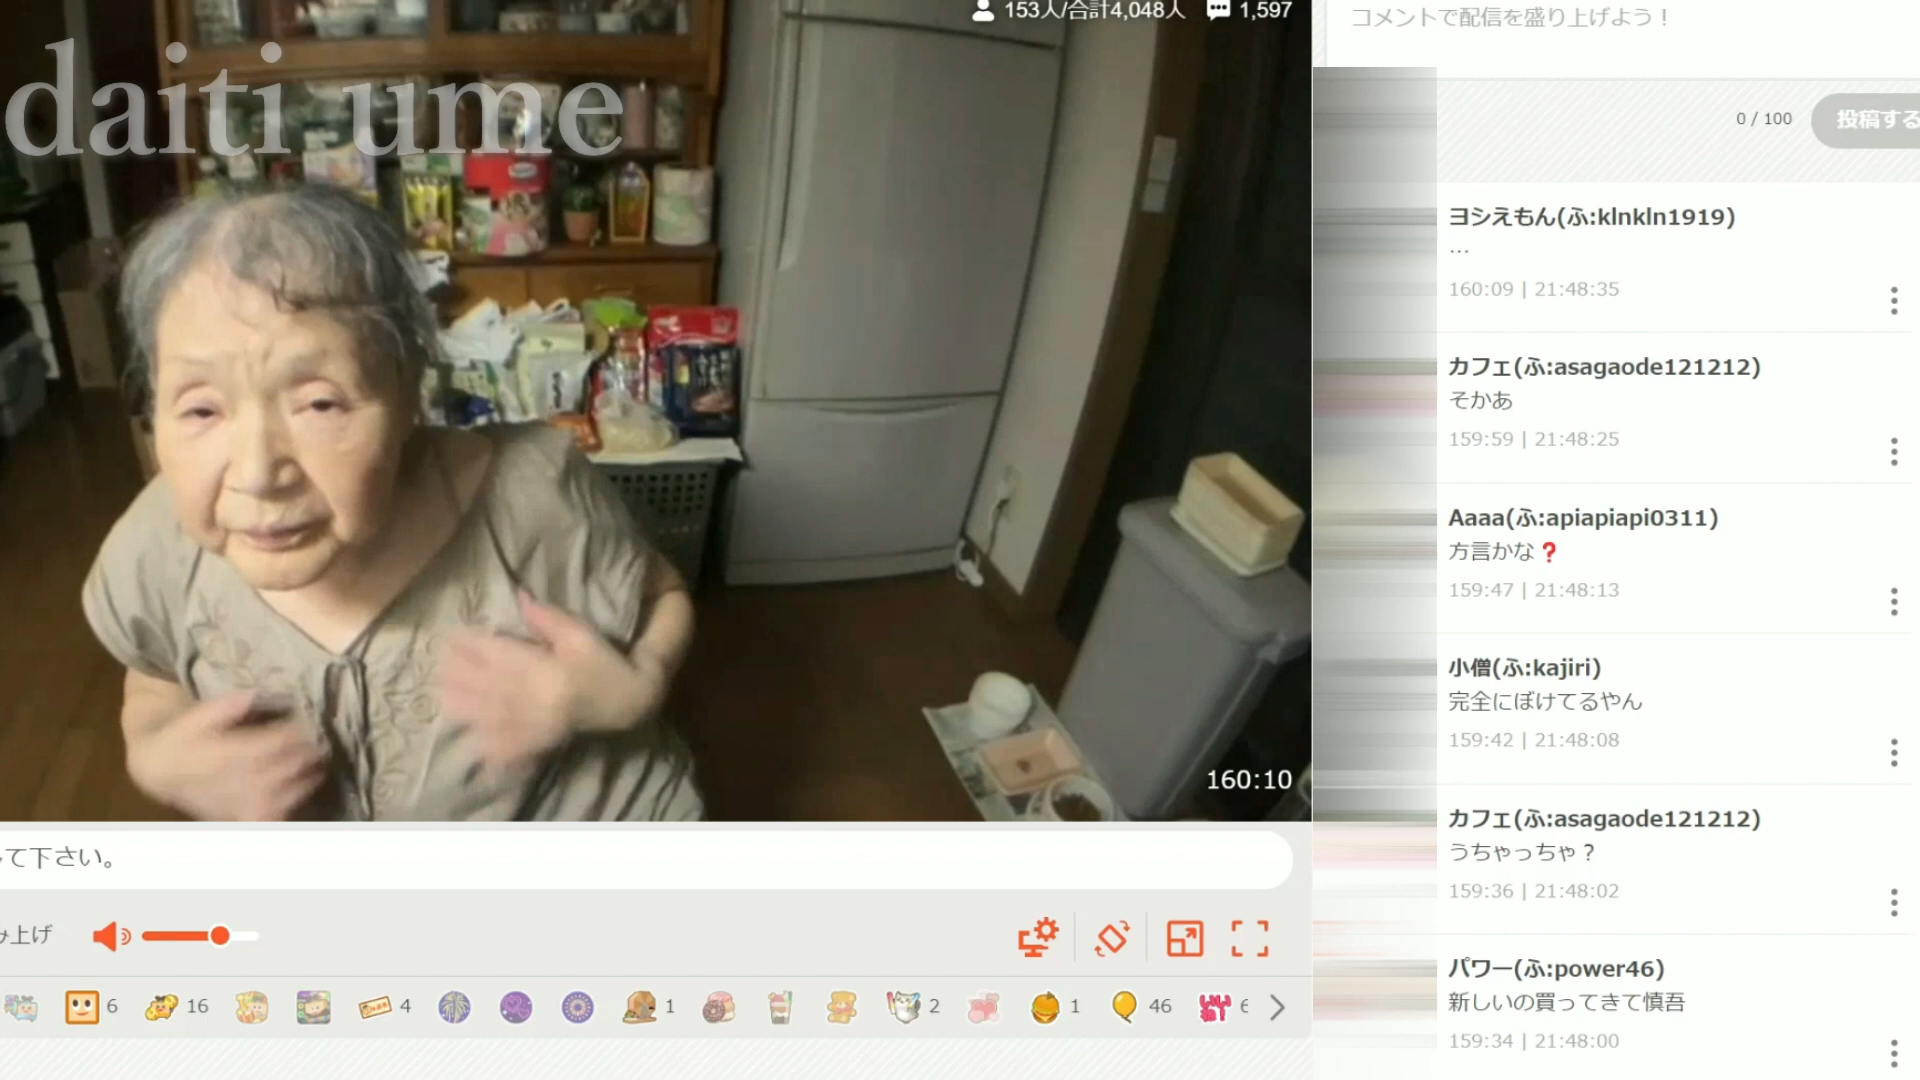 153人/合計4,048人 1,597
daiti ume
160:10
して下さい。
み上げ
6 16 4 1 2 1 46 6
コメントで配信を盛り上げよう！
0 / 100 投稿する
ヨシえもん(ふ:klnkln1919)
…
160:09 | 21:48:35
カフェ(ふ:asagaode121212)
そかあ
159:59 | 21:48:25
Aaaa(ふ:apiapiapi0311)
方言かな❓
159:47 | 21:48:13
小僧(ふ:kajiri)
完全にぼけてるやん
159:42 | 21:48:08
カフェ(ふ:asagaode121212)
うちゃっちゃ？
159:36 | 21:48:02
パワー(ふ:power46)
新しいの買ってきて慎吾
159:34 | 21:48:00